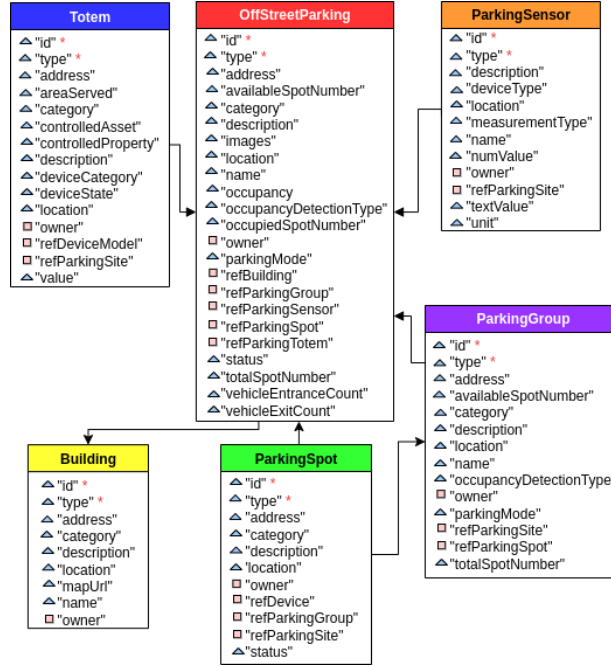 Totem
"id" *
"type" *
"address"
"areaServed"
"category"
"controlledAsset"
"controlledProperty"
"description"
"deviceCategory"
"deviceState"
"location"
"owner"
"refDeviceModel"
"refParkingSite"
"value"
OffStreetParking
"id" *
"type" *
"address"
"availableSpotNumber"
"category"
"description"
"images"
"location"
"name"
"occupancy
"occupancyDetectionType"
"occupiedSpotNumber"
"owner"
"parkingMode"
"refBuilding"
"refParkingGroup"
"refParkingSensor"
"refParkingSpot"
"refParkingTotem"
"status"
"totalSpotNumber"
"vehicleEntranceCount"
"vehicleExitCount"
ParkingSensor
"id" *
"type" *
"description"
"deviceType"
"location"
"measurementType"
"name"
"numValue"
"owner"
"refParkingSite"
"textValue"
"unit"
ParkingGroup
"id" *
"type" *
"address"
"availableSpotNumber"
"category"
"description"
"location"
"name"
"occupancyDetectionType"
"owner"
"parkingMode"
"refParkingSite"
"refParkingSpot"
"totalSpotNumber"
Building
"id" *
"type" *
"address"
"category"
"description"
"location"
"mapUrl"
"name"
"owner"
ParkingSpot
"id" *
"type" *
"address"
"category"
"description"
'location"
"owner"
"refDevice"
"refParkingGroup"
"refParkingSite"
"status"